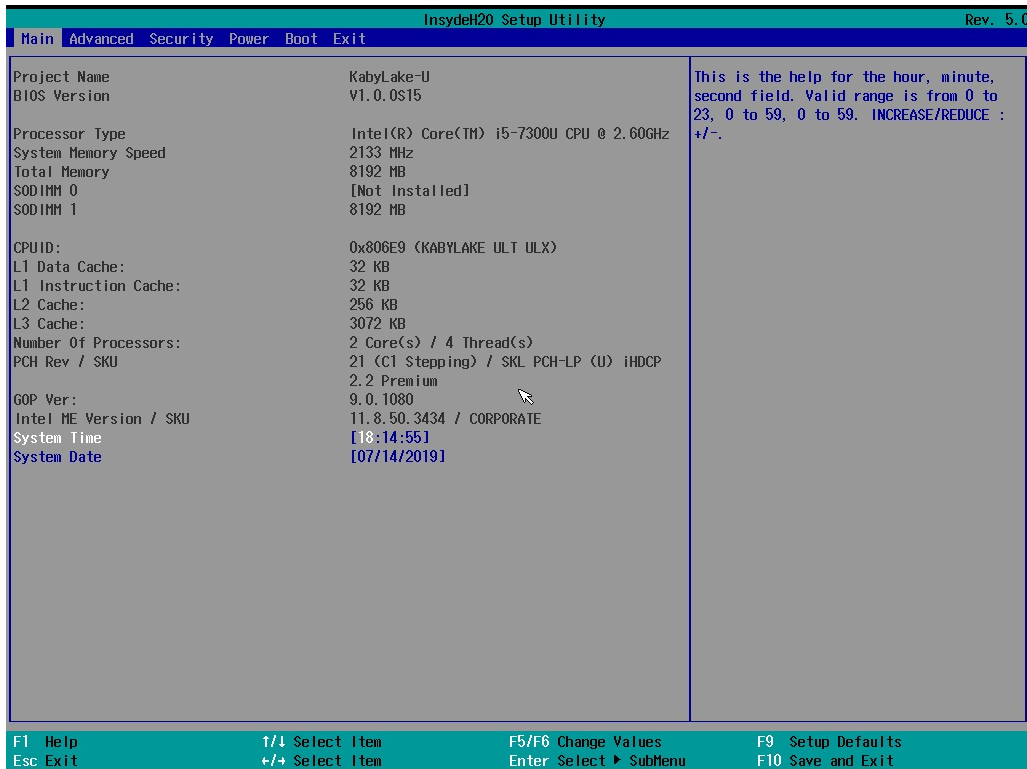 InsydeH20 Setup Utility Rev. 5.0
Main Advanced Security Power Boot Exit
Project Name KabyLake-U
BIOS Version V1.0.0S15
Processor Type Intel(R) Core(TM) i5-7300U CPU @ 2.60GHz
System Memory Speed 2133 MHz
Total Memory 8192 MB
SODIMM 0 [Not Installed]
SODIMM 1 8192 MB
CPUID: 0x806E9 (KABYLAKE ULT ULX)
L1 Data Cache: 32 KB
L1 Instruction Cache: 32 KB
L2 Cache: 256 KB
L3 Cache: 3072 KB
Number Of Processors: 2 Core(s) / 4 Thread(s)
PCH Rev / SKU 21 (C1 Stepping) / SKL PCH-LP (U) iHDCP
2.2 Premium
GOP Ver: 9.0.1080
Intel ME Version / SKU 11.8.50.3434 / CORPORATE
System Time [18:14:55]
System Date [07/14/2019]
This is the help for the hour, minute,
second field. Valid range is from 0 to
23, 0 to 59, 0 to 59. INCREASE/REDUCE :
+/-.
F1 Help ↑/↓ Select Item F5/F6 Change Values F9 Setup Defaults
Esc Exit ←/→ Select Item Enter Select ▶ SubMenu F10 Save and Exit